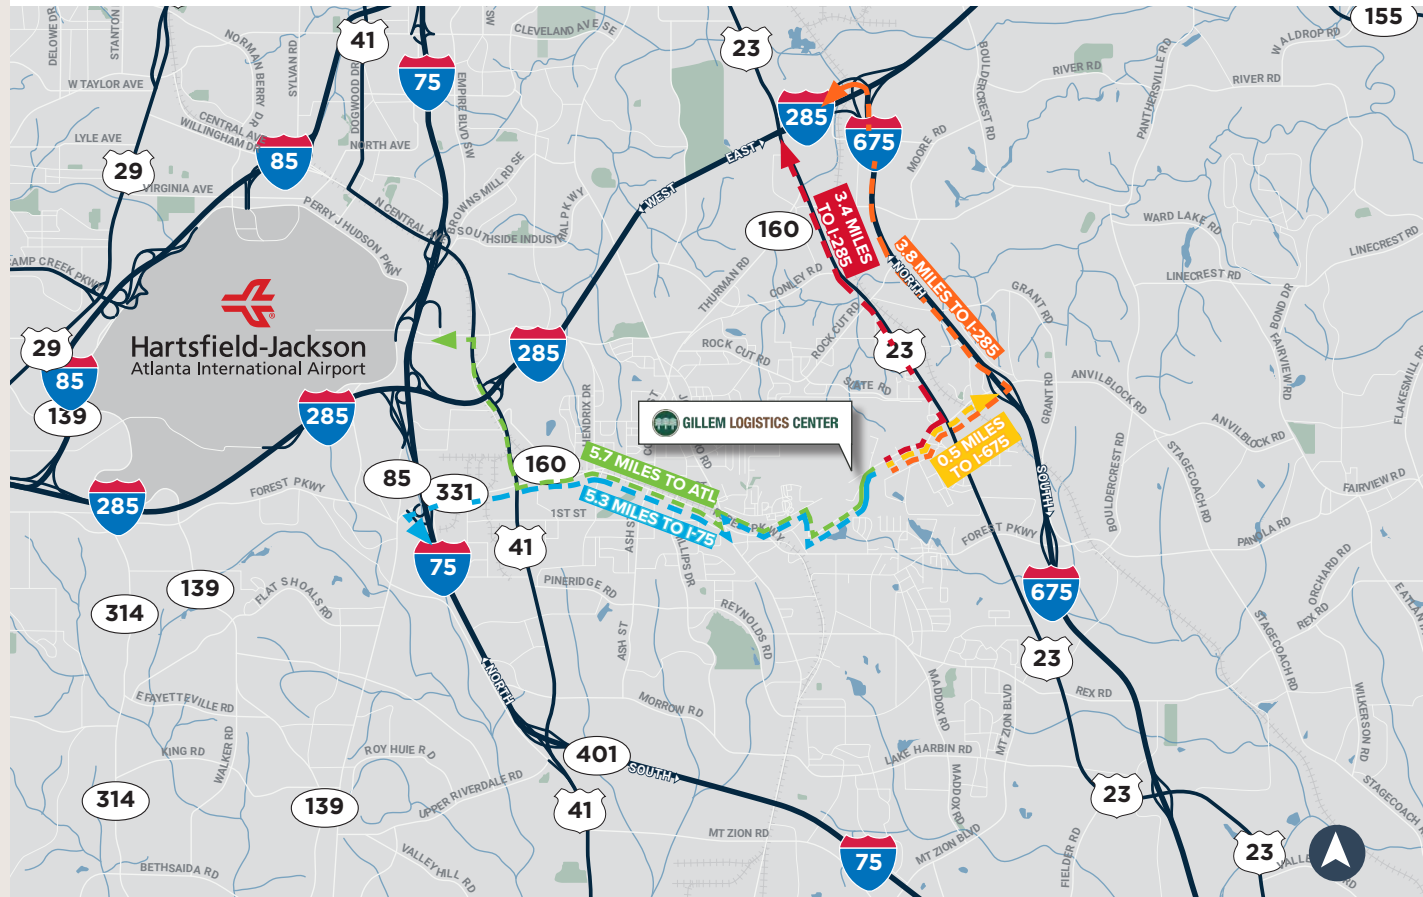 155
DELOWE DR
STANTON
NORMAN BERRY DR
SYLVAN RD
41
DOGWOOD DR
75
SW
CLEVELAND AVE SE
23
BOULDERCREST RD
RIVER RD
PANTHERSVILLE RD
W ALDROP RD
RIVER RD
W TAYLOR AVE
EMPIRE BLVD SW
285
675
MOORE RD
LYLE AVE
CENTRAL AVE
WILLINGHAM DR
85
NORTH AVE
29
VIRGINIA AVE
BROWNS MILL RD SE
EAST
WEST
PERRY J HUDSON PKWY
N CENTRAL AVE
SOUTHSIDE INDUST
160
3.4 MILES
TO I-285
WARD LAKE RD
LINECREST RD
LINECREST RD
AMP CREEK PKWY
THURMAN RD
CONLEY RD
NORTH
3.8 MILES TO I-285
GRANT RD
BOND DR
FAIRVIEW RD
Hartsfield-Jackson
Atlanta International Airport
29
85
139
285
285
ROCK CUT RD
ROCK CUT RD
23
GRANT RD
ANVILBLOCK RD
ANVILBLOCK RD
FLAKESMILL RD
HENDRIX DR
GILLEM LOGISTICS CENTER
0.5 MILES
TO I-675
160
5.7 MILES TO ATL
5.3 MILES TO I-75
85
331
FOREST PKWY
285
1ST ST
41
75
SOUTH
FOREST PKWY
BOULDERCREST RD
STAGECOACH RD
FAIRVIEW RD
PANOLA RD
ORCHARD RD
REX RD
139
314
FLAT SHOALS RD
PINERIDGE RD
ASH ST
REYNOLDS RD
675
23
STAGECOACH RD
NORTH
E FAYETTEVILLE RD
MORROW RD
MADDOX RD
MT ZION BLVD
REX RD
WILKERSON RD
KING RD
WALKER RD
ROY HUIE RD
401
SOUTH
LAKE HARBIN RD
MADDOX RD
314
139
UPPER RIVERDALE RD
41
23
STAGECOACH
MT ZION RD
MT ZION BLVD
75
FIELDER RD
23
BETHSAIDA RD
VALLEY HILL RD